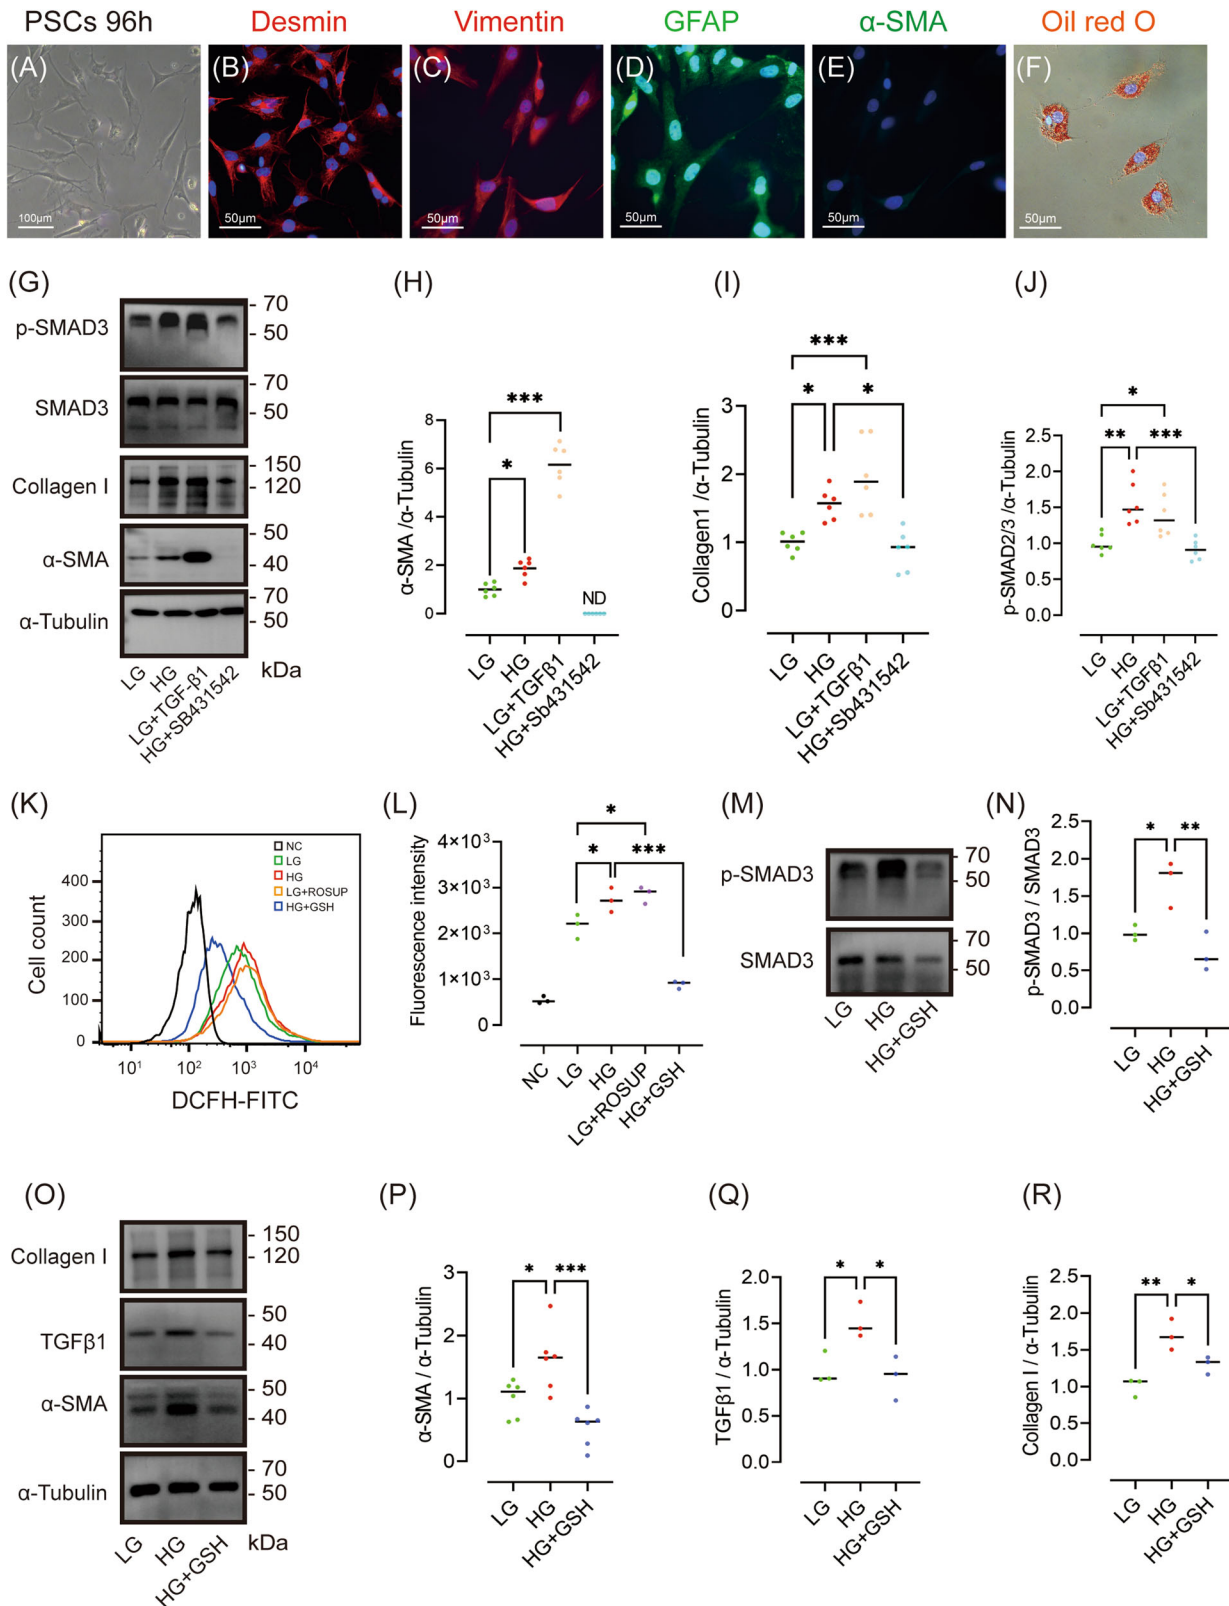 PSCs 96h Desmin Vimentin GFAP α-SMA Oil red O
(A) (B) (C) (D) (E) (F)
100μm 50μm 50μm 50μm 50μm 50μm
(G)
p-SMAD3
- 70
- 50
SMAD3
- 70
- 50
Collagen I
- 150
- 120
α-SMA
- 50
- 40
α-Tubulin
- 70
- 50
LG HG LG+TGF-β1 HG+SB431542 kDa
(H)
α-SMA /α-Tubulin
8
6
4
2
0
***
*
ND
LG HG LG+TGFβ1 HG+Sb431542
(I)
Collagen1 /α-Tubulin
3
2
1
0
***
* *
LG HG LG+TGFβ1 HG+Sb431542
(J)
p-SMAD2/3 /α-Tubulin
2.5
2.0
1.5
1.0
0.5
0.0
*
** ***
LG HG LG+TGFβ1 HG+Sb431542
(K)
Cell count
400
300
200
100
0
NC
LG
HG
LG+ROSUP
HG+GSH
10¹ 10² 10³ 10⁴
DCFH-FITC
(L)
Fluorescence intensity
4×10³
3×10³
2×10³
1×10³
0
*
* ***
NC LG HG LG+ROSUP HG+GSH
(M)
p-SMAD3
- 70
- 50
SMAD3
- 70
- 50
LG HG HG+GSH
(N)
p-SMAD3 / SMAD3
2.5
2.0
1.5
1.0
0.5
0.0
* **
LG HG HG+GSH
(O)
Collagen I
- 150
- 120
TGFβ1
- 50
- 40
α-SMA
- 50
- 40
α-Tubulin
- 70
- 50
LG HG HG+GSH kDa
(P)
α-SMA / α-Tubulin
3
2
1
0
* ***
LG HG HG+GSH
(Q)
TGFβ1 / α-Tubulin
2.0
1.5
1.0
0.5
0.0
* *
LG HG HG+GSH
(R)
Collagen I / α-Tubulin
2.5
2.0
1.5
1.0
0.5
0.0
** *
LG HG HG+GSH